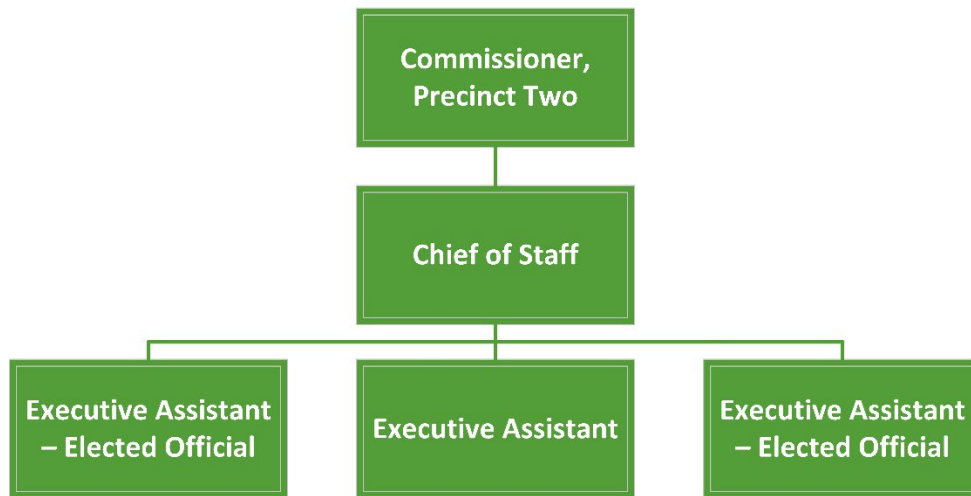 Commissioner,
Precinct Two
Chief of Staff
Executive Assistant
– Elected Official
Executive Assistant
Executive Assistant
– Elected Official